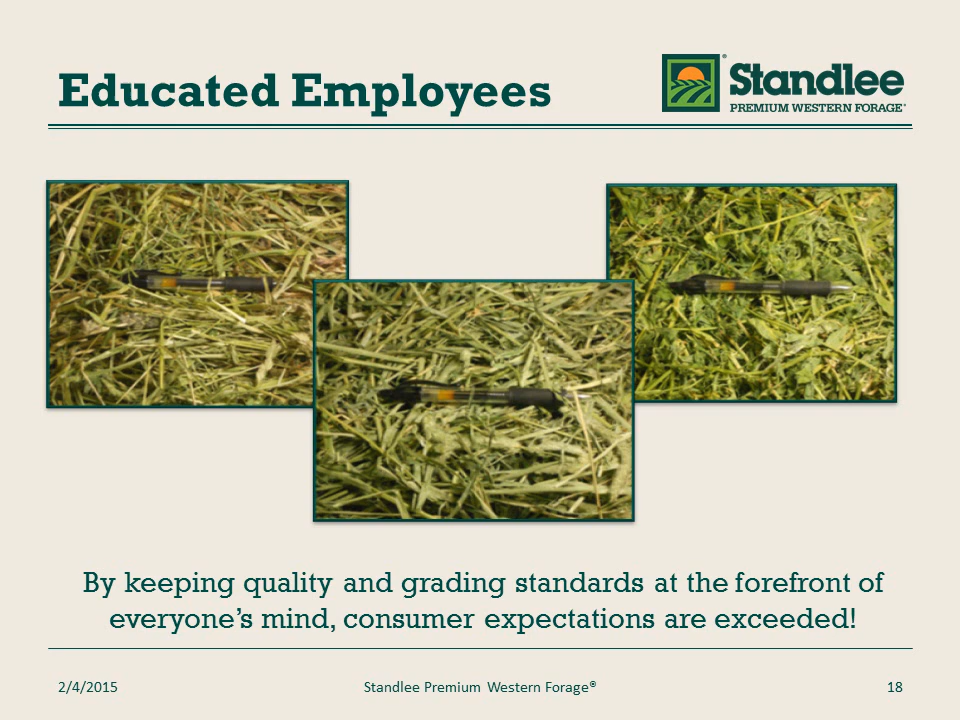 Educated Employees
Standlee®
PREMIUM WESTERN FORAGE®
By keeping quality and grading standards at the forefront of
everyone's mind, consumer expectations are exceeded!
2/4/2015
Standlee Premium Western Forage®
18